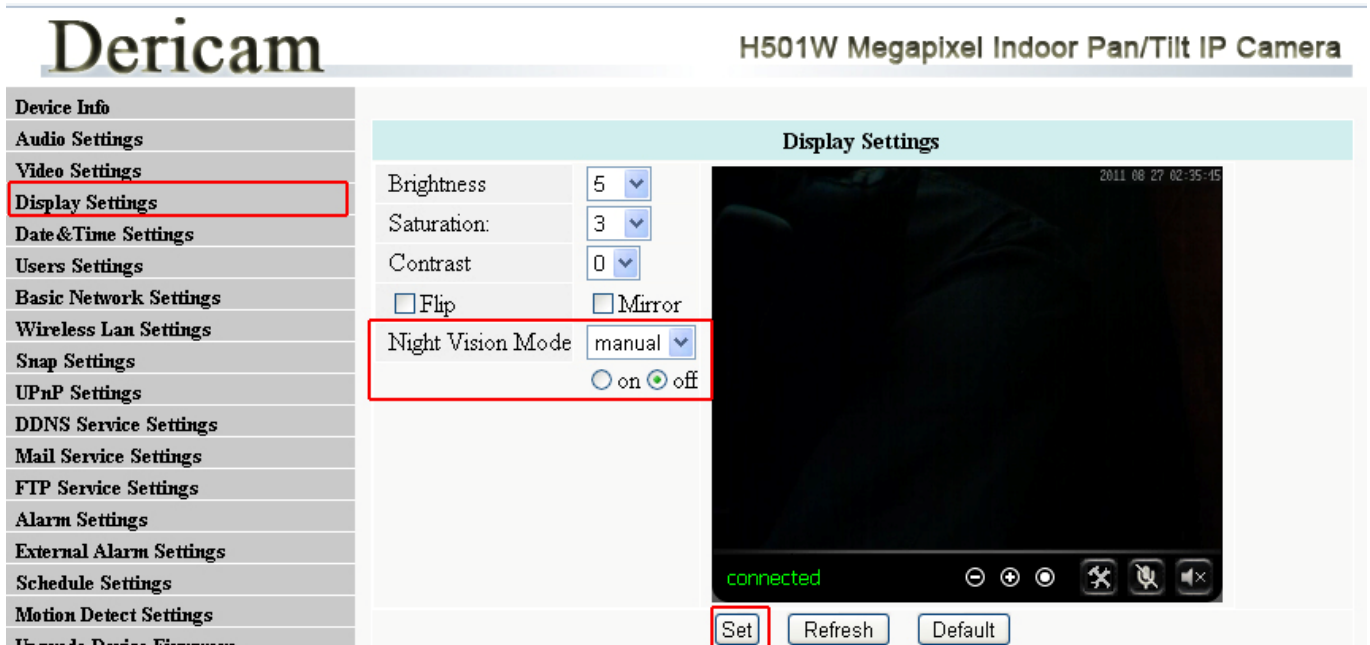 Dericam
H501W Megapixel Indoor Pan/Tilt IP Camera
Device Info
Audio Settings
Video Settings
Display Settings
Date&Time Settings
Users Settings
Basic Network Settings
Wireless Lan Settings
Snap Settings
UPnP Settings
DDNS Service Settings
Mail Service Settings
FTP Service Settings
Alarm Settings
External Alarm Settings
Schedule Settings
Motion Detect Settings
Upgrade Device Firmware
Display Settings
Brightness 5
Saturation: 3
Contrast 0
Flip Mirror
Night Vision Mode manual
on off
2011 08 27 02:35:45
connected
Set Refresh Default